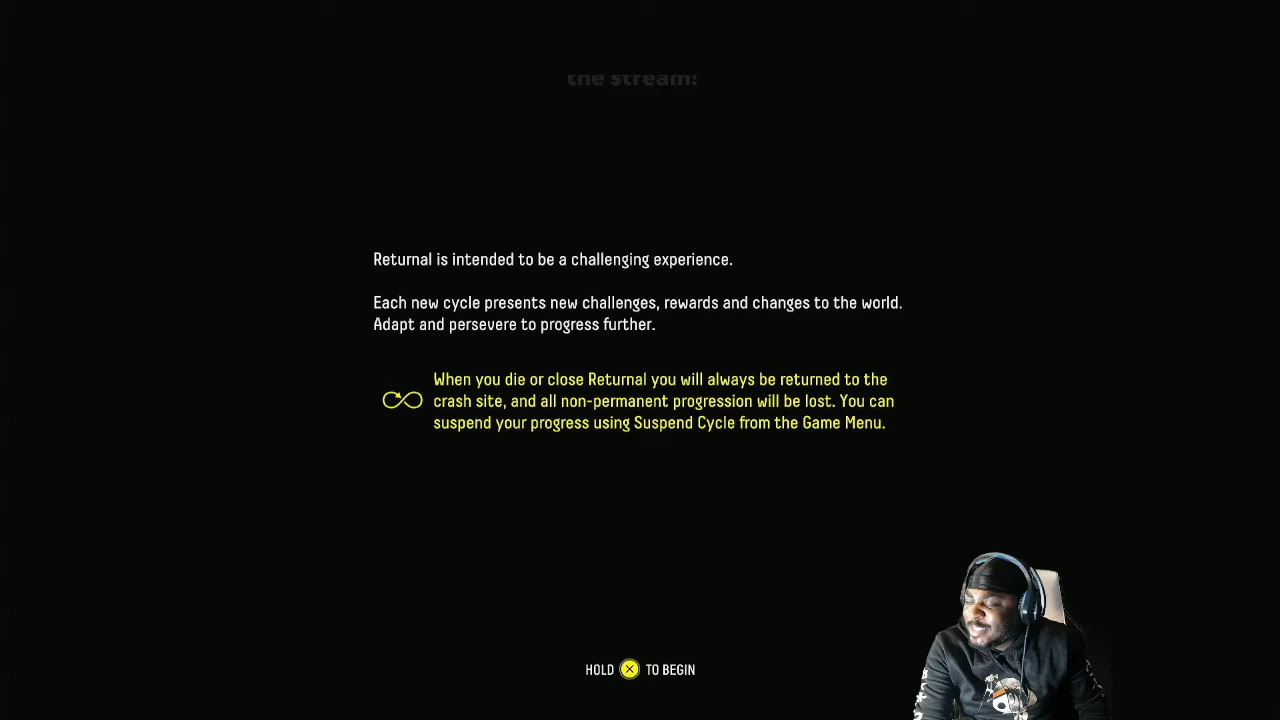 the stream!
Returnal is intended to be a challenging experience.
Each new cycle presents new challenges, rewards and changes to the world.
Adapt and persevere to progress further.
When you die or close Returnal you will always be returned to the
crash site, and all non-permanent progression will be lost. You can
suspend your progress using Suspend Cycle from the Game Menu.
HOLD X TO BEGIN